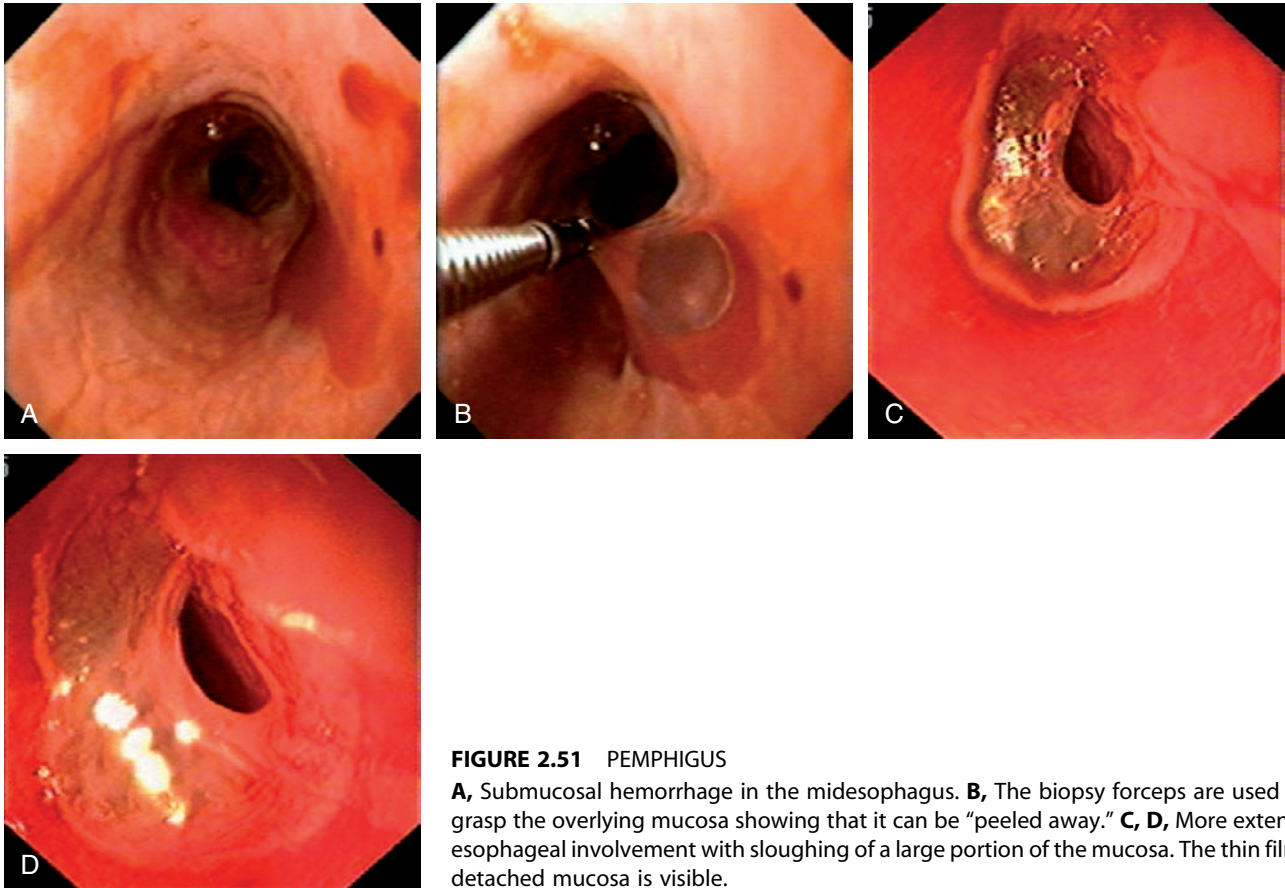 A
B
C
D
FIGURE 2.51 PEMPHIGUS
A, Submucosal hemorrhage in the midesophagus. B, The biopsy forceps are used
grasp the overlying mucosa showing that it can be “peeled away.” C, D, More exten
esophageal involvement with sloughing of a large portion of the mucosa. The thin
detached mucosa is visible.